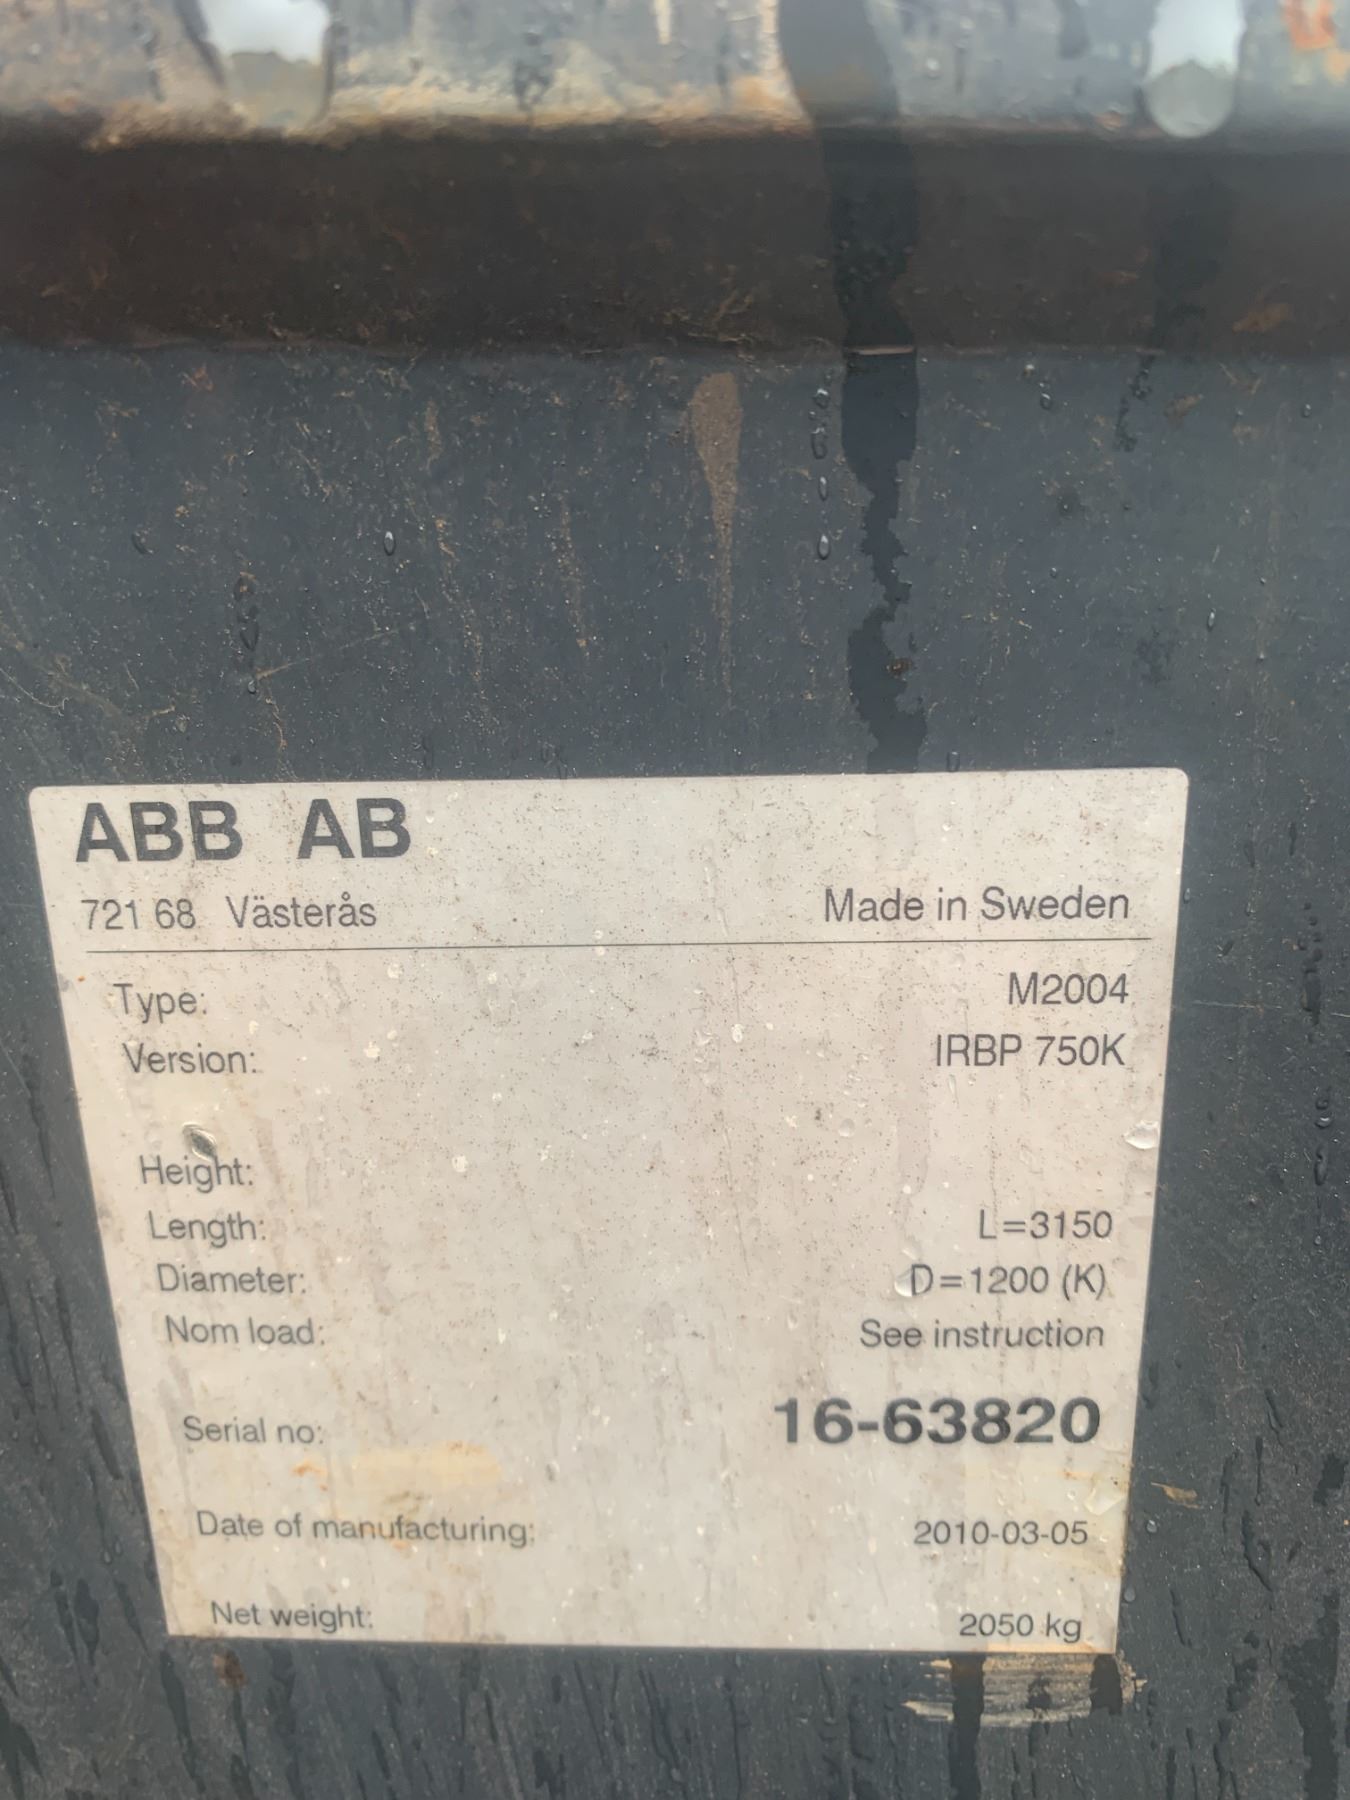 ABB AB
721 68 Västerås Made in Sweden
Type: M2004
Version: IRBP 750K
Height:
Length: L=3150
Diameter: D=1200 (K)
Nom load: See instruction
Serial no: 16-63820
Date of manufacturing: 2010-03-05
Net weight: 2050 kg